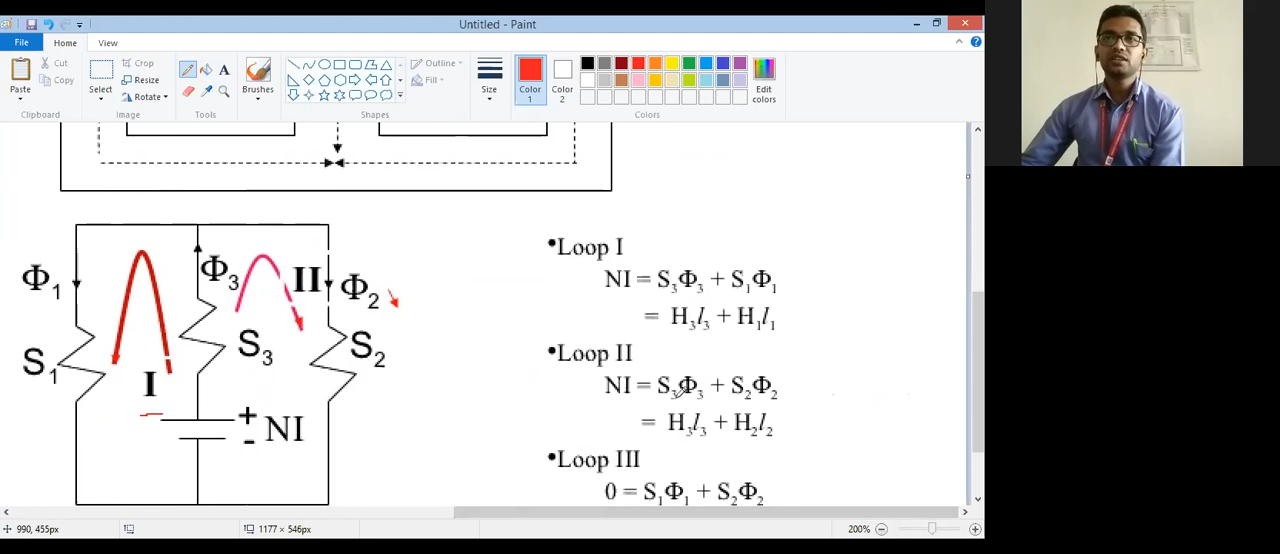 Untitled - Paint
File Home View
Paste
Cut
Copy
Clipboard
Select
Crop
Resize
Rotate
Image
A
Tools
Brushes
Outline
Fill
Shapes
Size
Color 1
Color 2
Edit colors
Colors
Φ1
Φ3
II
Φ2
S1
S3
S2
I
+
-
NI
•Loop I
NI = S3Φ3 + S1Φ1
= H3l3 + H1l1
•Loop II
NI = S3Φ3 + S2Φ2
= H3l3 + H2l2
•Loop III
0 = S1Φ1 + S2Φ2
990, 455px
1177 × 546px
200%